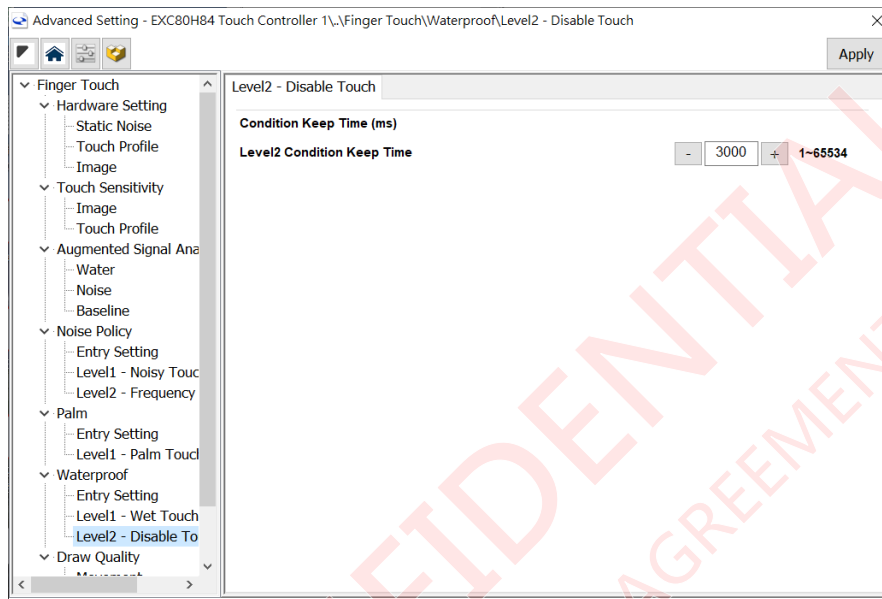 Advanced Setting - EXC80H84 Touch Controller 1\..\Finger Touch\Waterproof\Level2 - Disable Touch
Apply
Finger Touch
Hardware Setting
Static Noise
Touch Profile
Image
Touch Sensitivity
Image
Touch Profile
Augmented Signal Ana
Water
Noise
Baseline
Noise Policy
Entry Setting
Level1 - Noisy Touc
Level2 - Frequency
Palm
Entry Setting
Level1 - Palm Touch
Waterproof
Entry Setting
Level1 - Wet Touch
Level2 - Disable To
Draw Quality
Level2 - Disable Touch
Condition Keep Time (ms)
Level2 Condition Keep Time - 3000 + 1~65534
FIDENTIAL
AGREEMENT